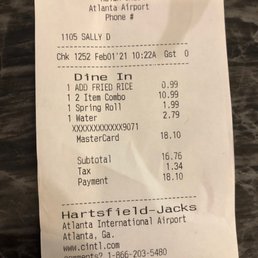 Atlanta Airport
Phone #
1105 SALLY D
Chk 1252 Feb01'21 10:22A Gst 0
Dine In
1 ADD FRIED RICE 0.99
1 2 Item Combo 10.99
1 Spring Roll 1.99
1 Water 2.79
XXXXXXXXXXXX9071
MasterCard 18.10
Subtotal 16.76
Tax 1.34
Payment 18.10
Hartsfield-Jacks
Atlanta International Airport
Atlanta, Ga.
www.cintl.com
comments? 1-866-203-5480